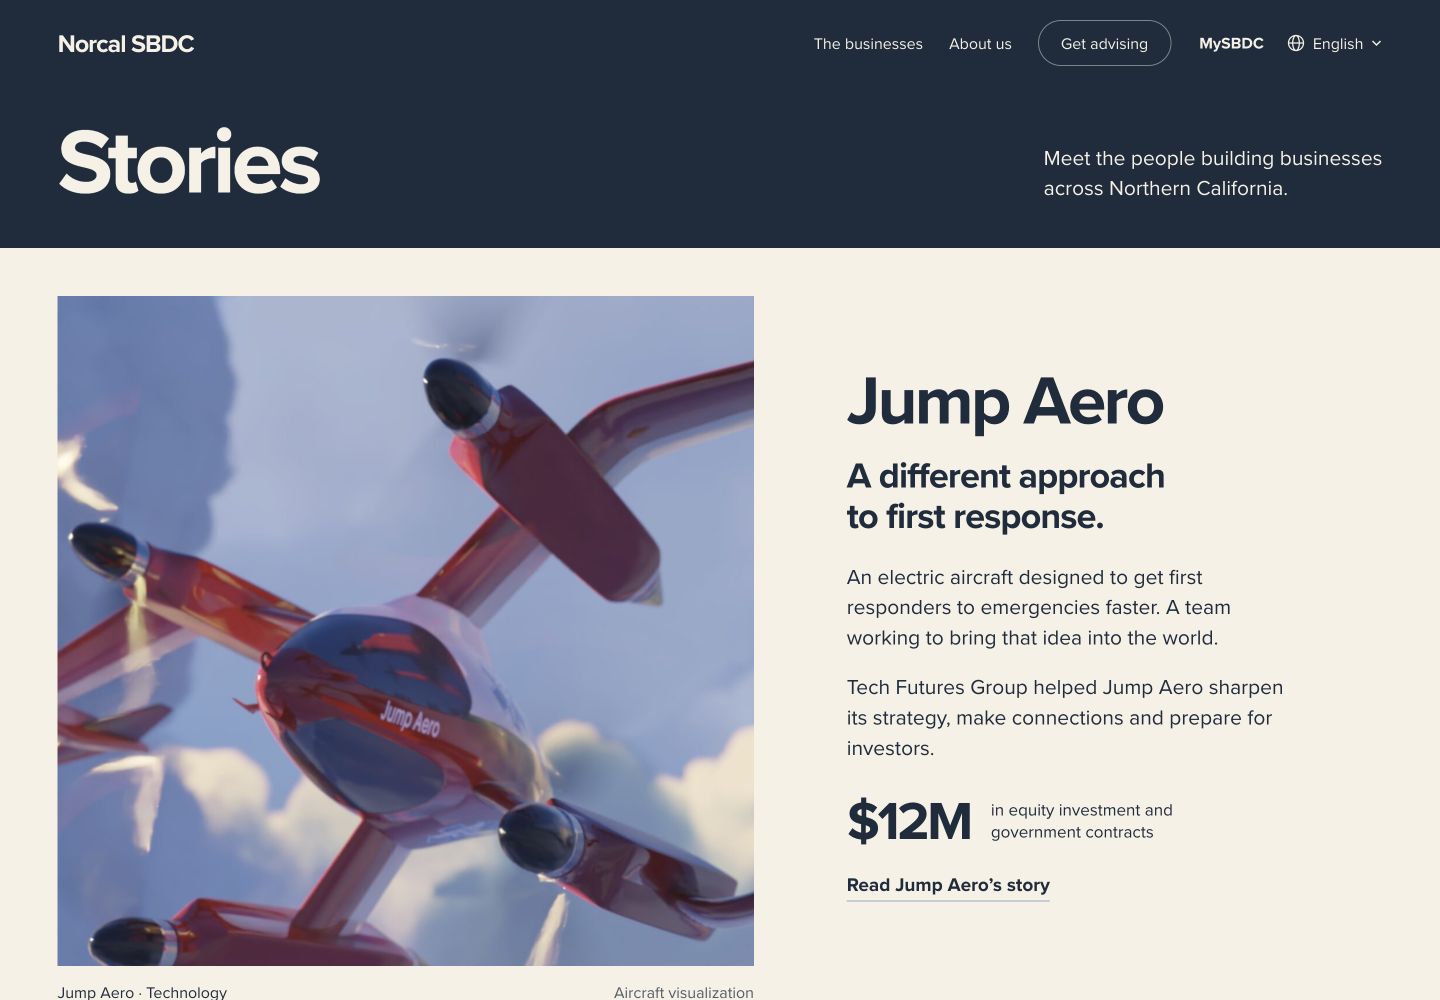 Norcal SBDC
The businesses
About us
Get advising
MySBDC
English
Stories
Meet the people building businesses
across Northern California.
Jump Aero
Jump Aero
A different approach
to first response.
An electric aircraft designed to get first
responders to emergencies faster. A team
working to bring that idea into the world.
Tech Futures Group helped Jump Aero sharpen
its strategy, make connections and prepare for
investors.
$12M
in equity investment and
government contracts
Read Jump Aero’s story
Jump Aero · Technology
Aircraft visualization